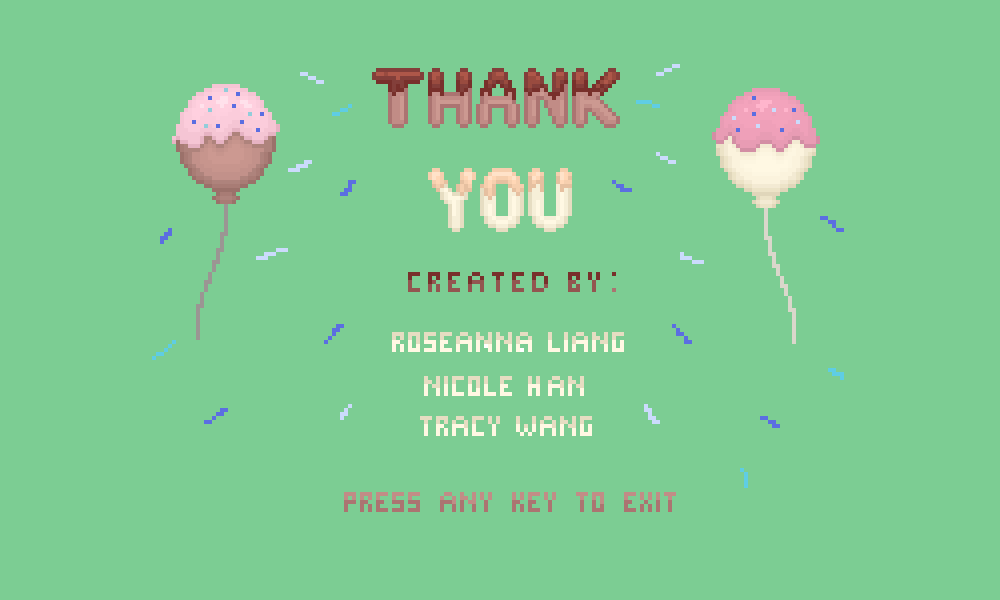 THANK
YOU
CREATED BY:
ROSEANNA LIANG
NICOLE HAN
TRACY WANG
PRESS ANY KEY TO EXIT